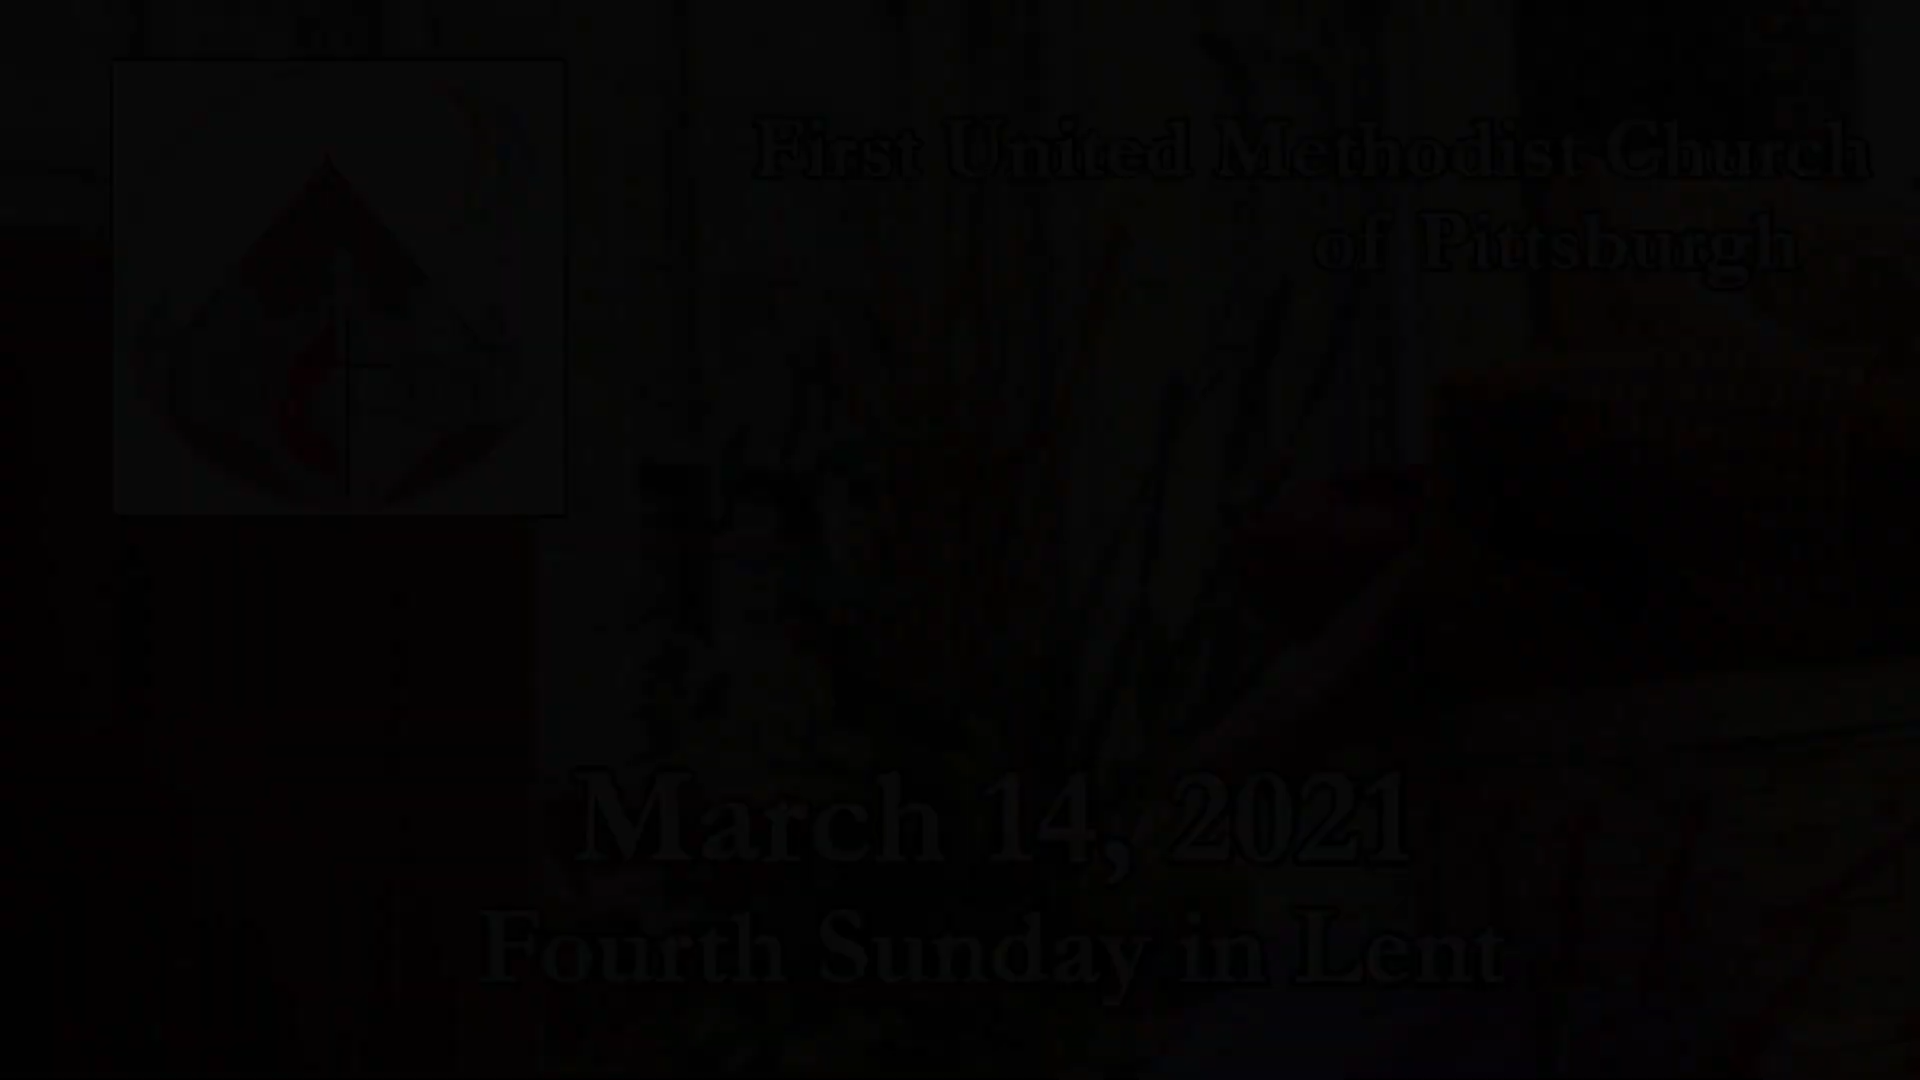 First United Methodist Church
of Pittsburgh
March 14, 2021
Fourth Sunday in Lent